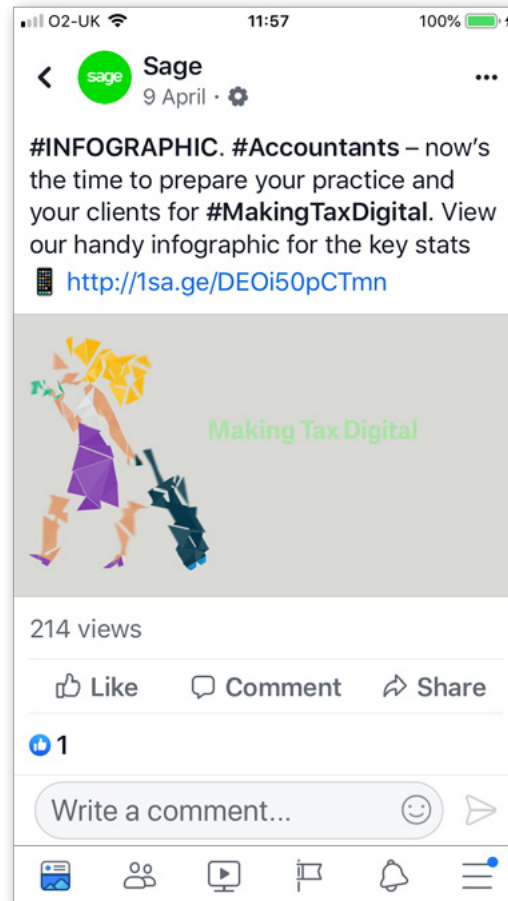 O2-UK 11:57 100%
sage
Sage
9 April
#INFOGRAPHIC. #Accountants – now's
the time to prepare your practice and
your clients for #MakingTaxDigital. View
our handy infographic for the key stats
http://1sa.ge/DEOi50pCTmn
Making Tax Digital
214 views
Like Comment Share
1
Write a comment...